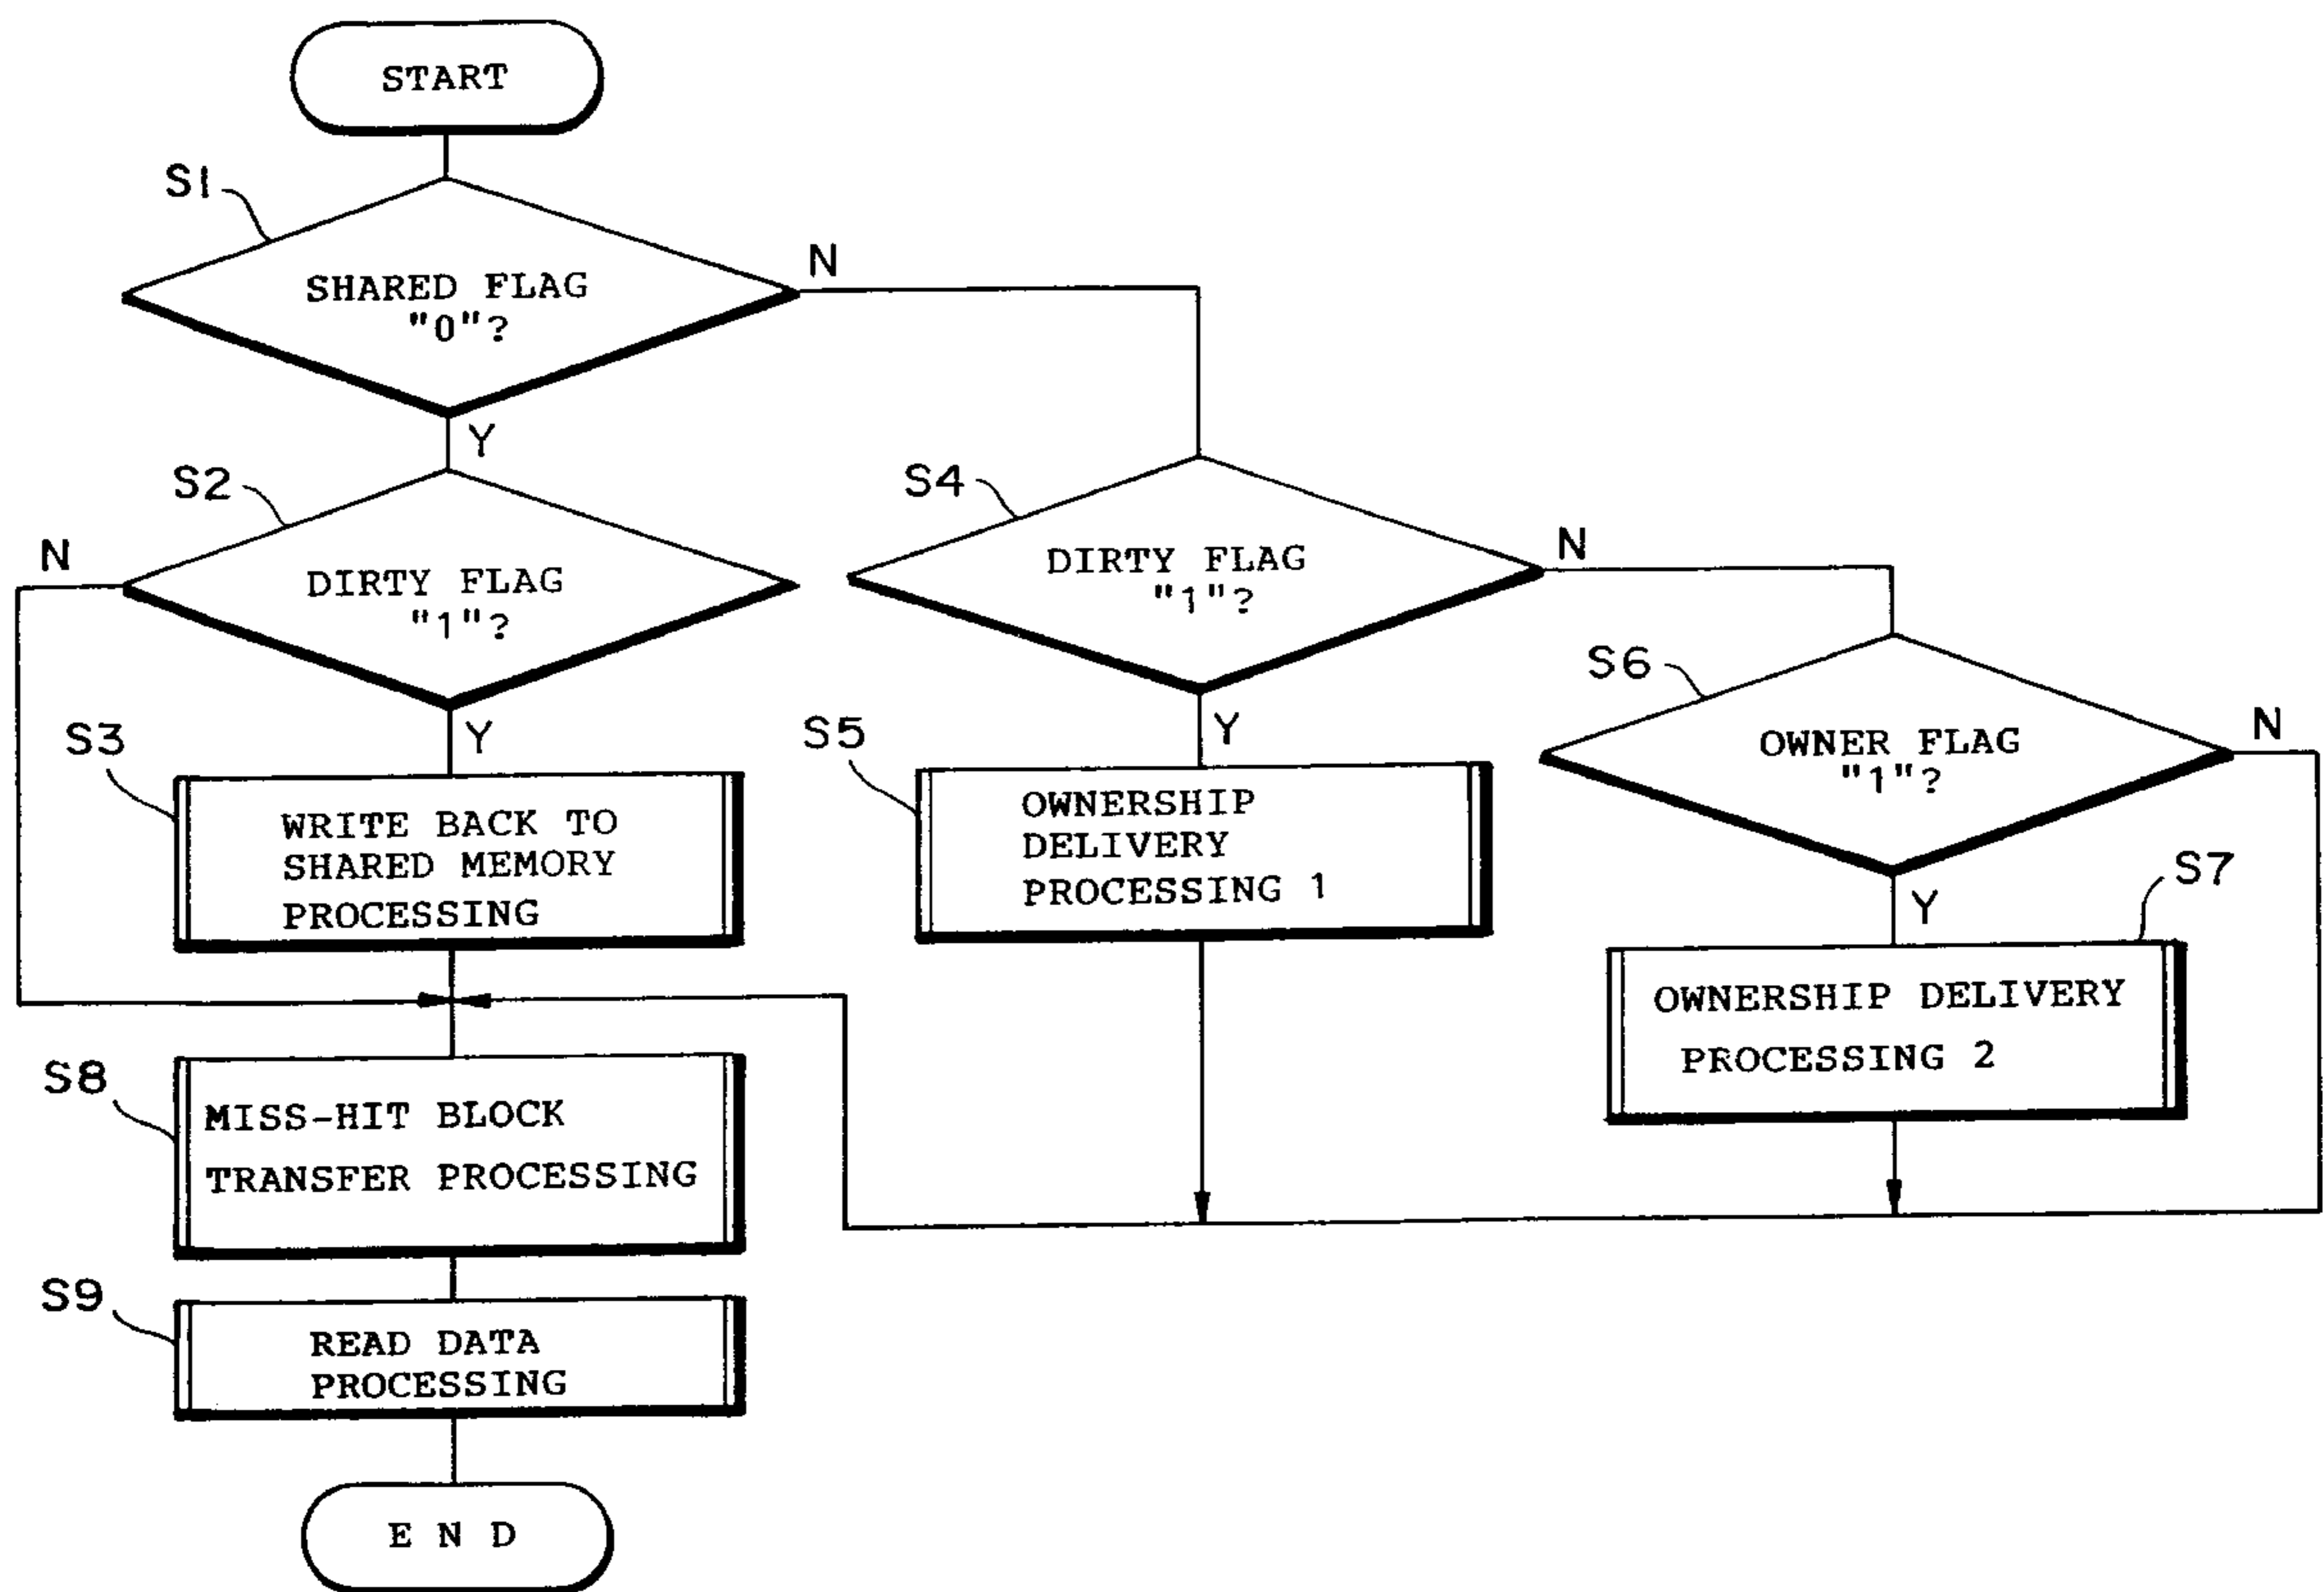 START
S1
SHARED FLAG
"0"?
N
Y
S2
N
DIRTY FLAG
"1"?
Y
S4
DIRTY FLAG
"1"?
N
Y
S6
OWNER FLAG
"1"?
N
Y
S3
WRITE BACK TO
SHARED MEMORY
PROCESSING
S5
OWNERSHIP
DELIVERY
PROCESSING 1
S7
OWNERSHIP DELIVERY
PROCESSING 2
S8
MISS-HIT BLOCK
TRANSFER PROCESSING
S9
READ DATA
PROCESSING
E N D